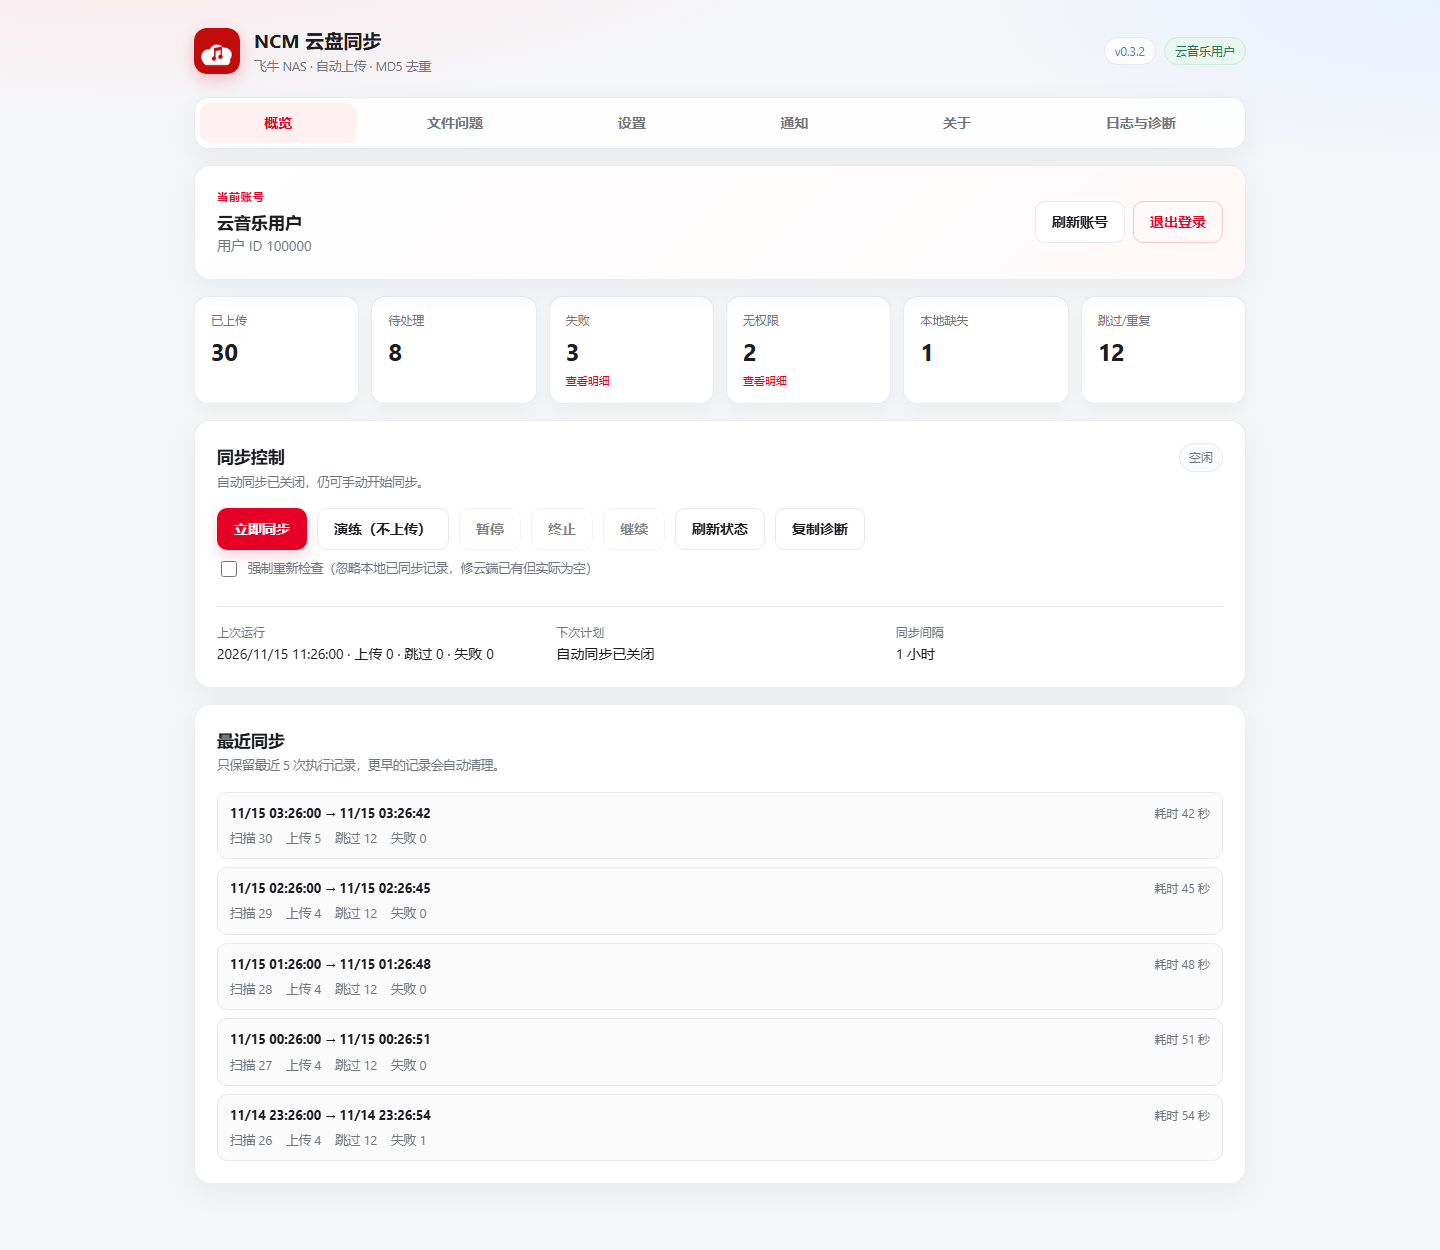 NCM 云盘同步
飞牛 NAS · 自动上传 · MD5 去重
v0.3.2
云音乐用户
概览
文件问题
设置
通知
关于
日志与诊断
当前账号
云音乐用户
用户 ID 100000
刷新账号
退出登录
已上传
30
待处理
8
失败
3
查看明细
无权限
2
查看明细
本地缺失
1
跳过/重复
12
同步控制
自动同步已关闭，仍可手动开始同步。
空闲
立即同步
演练（不上传）
暂停
终止
继续
刷新状态
复制诊断
强制重新检查（忽略本地已同步记录，修云端已有但实际为空）
上次运行
2026/11/15 11:26:00 · 上传 0 · 跳过 0 · 失败 0
下次计划
自动同步已关闭
同步间隔
1 小时
最近同步
只保留最近 5 次执行记录，更早的记录会自动清理。
11/15 03:26:00 → 11/15 03:26:42
耗时 42 秒
扫描 30 上传 5 跳过 12 失败 0
11/15 02:26:00 → 11/15 02:26:45
耗时 45 秒
扫描 29 上传 4 跳过 12 失败 0
11/15 01:26:00 → 11/15 01:26:48
耗时 48 秒
扫描 28 上传 4 跳过 12 失败 0
11/15 00:26:00 → 11/15 00:26:51
耗时 51 秒
扫描 27 上传 4 跳过 12 失败 0
11/14 23:26:00 → 11/14 23:26:54
耗时 54 秒
扫描 26 上传 4 跳过 12 失败 1